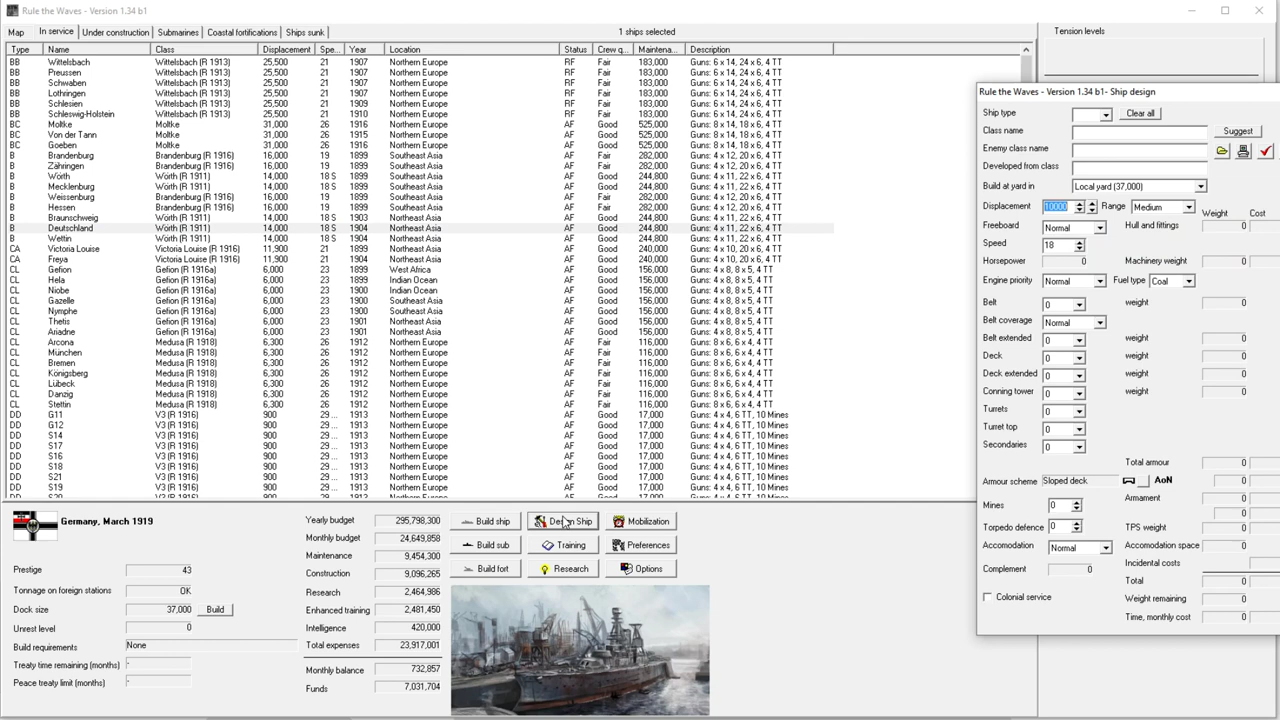 Rule the Waves - Version 1.34 b1
Map In service Under construction Submarines Coastal fortifications Ships sunk 1 ships selected Tension levels
Type Name Class Displacement Spe... Year Location Status Crew q... Maintena... Description
BB Wittelsbach Wittelsbach (R 1913) 25,500 21 1907 Northern Europe RF Fair 183,000 Guns: 6 x 14, 24 x 6, 4 TT
BB Preussen Wittelsbach (R 1913) 25,500 21 1907 Northern Europe RF Fair 183,000 Guns: 6 x 14, 24 x 6, 4 TT
BB Schwaben Wittelsbach (R 1913) 25,500 21 1907 Northern Europe RF Fair 183,000 Guns: 6 x 14, 24 x 6, 4 TT
BB Lothringen Wittelsbach (R 1913) 25,500 21 1907 Northern Europe RF Fair 183,000 Guns: 6 x 14, 24 x 6, 4 TT
BB Schlesien Wittelsbach (R 1913) 25,500 21 1909 Northern Europe RF Fair 183,000 Guns: 6 x 14, 24 x 6, 4 TT
BB Schleswig-Holstein Wittelsbach (R 1913) 25,500 21 1910 Northern Europe RF Fair 183,000 Guns: 6 x 14, 24 x 6, 4 TT
BC Moltke Moltke 31,000 26 1916 Northern Europe AF Good 525,000 Guns: 8 x 14, 18 x 6, 3 TT
BC Von der Tann Moltke 31,000 26 1915 Northern Europe AF Good 525,000 Guns: 8 x 14, 18 x 6, 3 TT
BC Goeben Moltke 31,000 26 1916 Northern Europe AF Good 525,000 Guns: 8 x 14, 18 x 6, 3 TT
B Brandenburg Brandenburg (R 1916) 16,000 19 1899 Southeast Asia AF Fair 282,000 Guns: 4 x 12, 20 x 6, 4 TT
B Zähringen Brandenburg (R 1916) 16,000 19 1899 Southeast Asia AF Fair 282,000 Guns: 4 x 12, 20 x 6, 4 TT
B Wörth Wörth (R 1911) 14,000 18 S 1899 Southeast Asia AF Fair 244,800 Guns: 4 x 11, 22 x 6, 4 TT
B Mecklenburg Wörth (R 1911) 14,000 18 S 1899 Southeast Asia AF Fair 244,800 Guns: 4 x 11, 22 x 6, 4 TT
B Weissenburg Brandenburg (R 1916) 16,000 19 1899 Southeast Asia AF Fair 282,000 Guns: 4 x 12, 20 x 6, 4 TT
B Hessen Brandenburg (R 1916) 16,000 19 1899 Southeast Asia AF Fair 282,000 Guns: 4 x 12, 20 x 6, 4 TT
B Braunschweig Wörth (R 1911) 14,000 18 S 1903 Northeast Asia AF Good 244,800 Guns: 4 x 11, 22 x 6, 4 TT
B Deutschland Wörth (R 1911) 14,000 18 S 1904 Northeast Asia AF Good 244,800 Guns: 4 x 11, 22 x 6, 4 TT
B Wettin Wörth (R 1911) 14,000 18 S 1904 Northeast Asia AF Good 244,800 Guns: 4 x 11, 22 x 6, 4 TT
CA Victoria Louise Victoria Louise (R 1916) 11,900 21 1899 Northeast Asia AF Good 240,000 Guns: 4 x 10, 20 x 6, 4 TT
CA Freya Victoria Louise (R 1916) 11,900 21 1904 Northeast Asia AF Good 240,000 Guns: 4 x 10, 20 x 6, 4 TT
CL Gefion Gefion (R 1916a) 6,000 23 1899 West Africa AF Good 156,000 Guns: 4 x 8, 8 x 5, 4 TT
CL Hela Gefion (R 1916a) 6,000 23 1899 Indian Ocean AF Good 156,000 Guns: 4 x 8, 8 x 5, 4 TT
CL Niobe Gefion (R 1916a) 6,000 23 1900 Indian Ocean AF Good 156,000 Guns: 4 x 8, 8 x 5, 4 TT
CL Gazelle Gefion (R 1916a) 6,000 23 1900 Southeast Asia AF Good 156,000 Guns: 4 x 8, 8 x 5, 4 TT
CL Nymphe Gefion (R 1916a) 6,000 23 1900 Southeast Asia AF Good 156,000 Guns: 4 x 8, 8 x 5, 4 TT
CL Thetis Gefion (R 1916a) 6,000 23 1901 Northeast Asia AF Good 156,000 Guns: 4 x 8, 8 x 5, 4 TT
CL Ariadne Gefion (R 1916a) 6,000 23 1901 Northeast Asia AF Good 156,000 Guns: 4 x 8, 8 x 5, 4 TT
CL Arcona Medusa (R 1918) 6,300 23 1912 Northern Europe AF Fair 116,000 Guns: 8 x 6, 6 x 4, 4 TT
CL München Medusa (R 1918) 6,300 23 1912 Northern Europe AF Fair 116,000 Guns: 8 x 6, 6 x 4, 4 TT
CL Bremen Medusa (R 1918) 6,300 23 1912 Northern Europe AF Fair 116,000 Guns: 8 x 6, 6 x 4, 4 TT
CL Königsberg Medusa (R 1918) 6,300 23 1912 Northern Europe AF Fair 116,000 Guns: 8 x 6, 6 x 4, 4 TT
CL Lübeck Medusa (R 1918) 6,300 23 1912 Northern Europe AF Fair 116,000 Guns: 8 x 6, 6 x 4, 4 TT
CL Danzig Medusa (R 1918) 6,300 23 1912 Northern Europe AF Fair 116,000 Guns: 8 x 6, 6 x 4, 4 TT
CL Stettin Medusa (R 1918) 6,300 23 1912 Northern Europe AF Fair 116,000 Guns: 8 x 6, 6 x 4, 4 TT
DD G11 V3 (R 1916) 900 29 ... 1913 Northern Europe AF Good 17,000 Guns: 4 x 4, 6 TT, 10 Mines
DD G12 V3 (R 1916) 900 29 ... 1913 Northern Europe AF Good 17,000 Guns: 4 x 4, 6 TT, 10 Mines
DD S14 V3 (R 1916) 900 29 ... 1913 Northern Europe AF Good 17,000 Guns: 4 x 4, 6 TT, 10 Mines
DD S17 V3 (R 1916) 900 29 ... 1913 Northern Europe AF Good 17,000 Guns: 4 x 4, 6 TT, 10 Mines
DD S16 V3 (R 1916) 900 29 ... 1913 Northern Europe AF Good 17,000 Guns: 4 x 4, 6 TT, 10 Mines
DD S18 V3 (R 1916) 900 29 ... 1913 Northern Europe AF Good 17,000 Guns: 4 x 4, 6 TT, 10 Mines
DD S21 V3 (R 1916) 900 29 ... 1913 Northern Europe AF Good 17,000 Guns: 4 x 4, 6 TT, 10 Mines
DD S19 V3 (R 1916) 900 29 ... 1913 Northern Europe AF Good 17,000 Guns: 4 x 4, 6 TT, 10 Mines
Germany, March 1919
Prestige 43
Tonnage on foreign stations OK
Dock size 37,000 Build
Unrest level 0
Build requirements None
Treaty time remaining (months) -
Peace treaty limit (months) -
Yearly budget 295,798,300
Monthly budget 24,649,858
Maintenance 9,454,300
Construction 9,096,265
Research 2,464,986
Enhanced training 2,481,450
Intelligence 420,000
Total expenses 23,917,001
Monthly balance 732,857
Funds 7,031,704
Build ship Design Ship Mobilization
Build sub Training Preferences
Build fort Research Options
Rule the Waves - Version 1.34 b1- Ship design
Ship type Clear all
Class name Suggest
Enemy class name
Developed from class
Build at yard in Local yard (37,000)
Displacement 10000 Range Medium Weight Cost
Freeboard Normal Hull and fittings 0 0
Speed 18
Horsepower 0 Machinery weight 0 0
Engine priority Normal Fuel type Coal
Belt 0 weight 0 0
Belt coverage Normal
Belt extended 0 weight 0 0
Deck 0 weight 0 0
Deck extended 0 weight 0 0
Conning tower 0 weight 0 0
Turrets 0
Turret top 0
Secondaries 0
Total armour 0 0
Armour scheme Sloped deck AoN
Armament 0 0
Mines 0 0 0
Torpedo defence 0 TPS weight 0 0
Accomodation Normal Accomodation space 0 0
Complement 0 Incidental costs 0
Total 0 0
Colonial service Weight remaining 0
Time, monthly cost 0 0